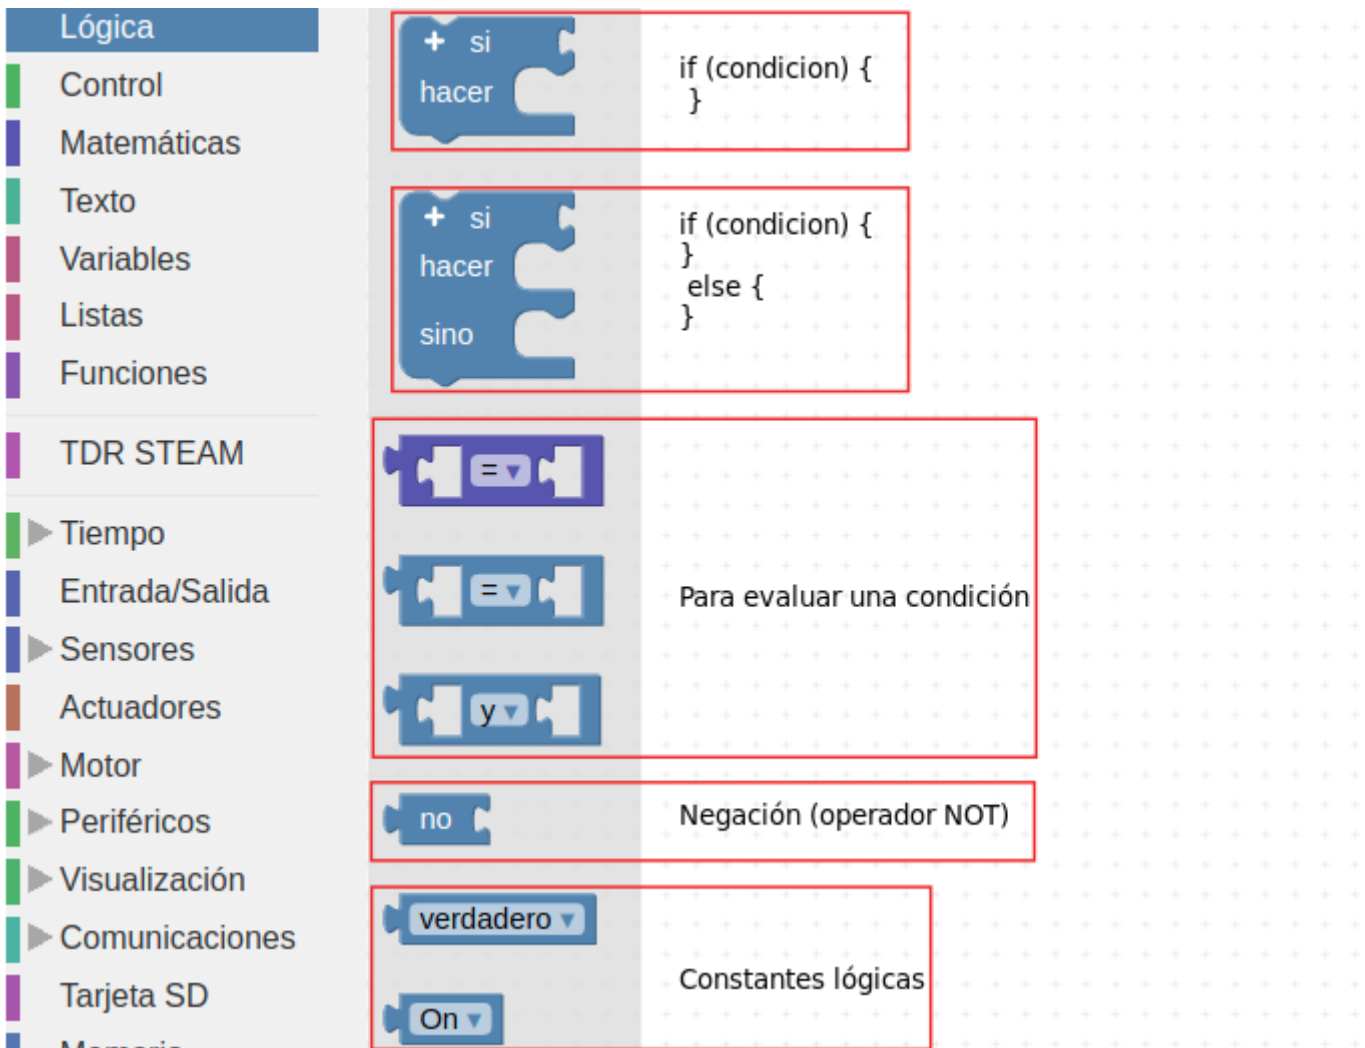 Lógica
Control
Matemáticas
Texto
Variables
Listas
Funciones
TDR STEAM
Tiempo
Entrada/Salida
Sensores
Actuadores
Motor
Periféricos
Visualización
Comunicaciones
Tarjeta SD
+ si
hacer
if (condicion) {
}
+ si
hacer
sino
if (condicion) {
}
else {
}
= ▾
= ▾
y ▾
Para evaluar una condición
no
Negación (operador NOT)
verdadero ▾
On ▾
Constantes lógicas